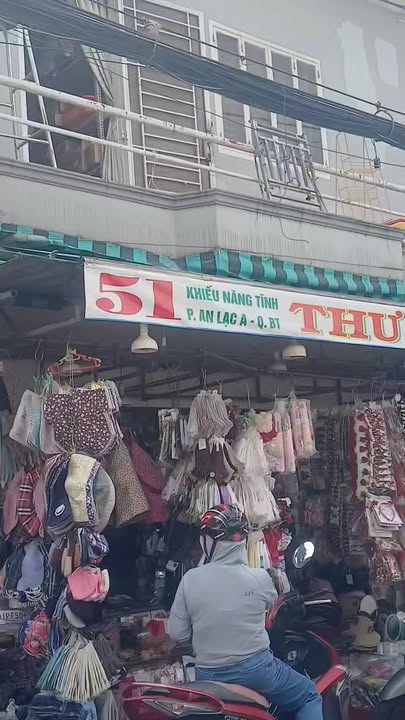 51
KHIẾU NĂNG TĨNH
P. AN LẠC A - Q. BT
THƯ